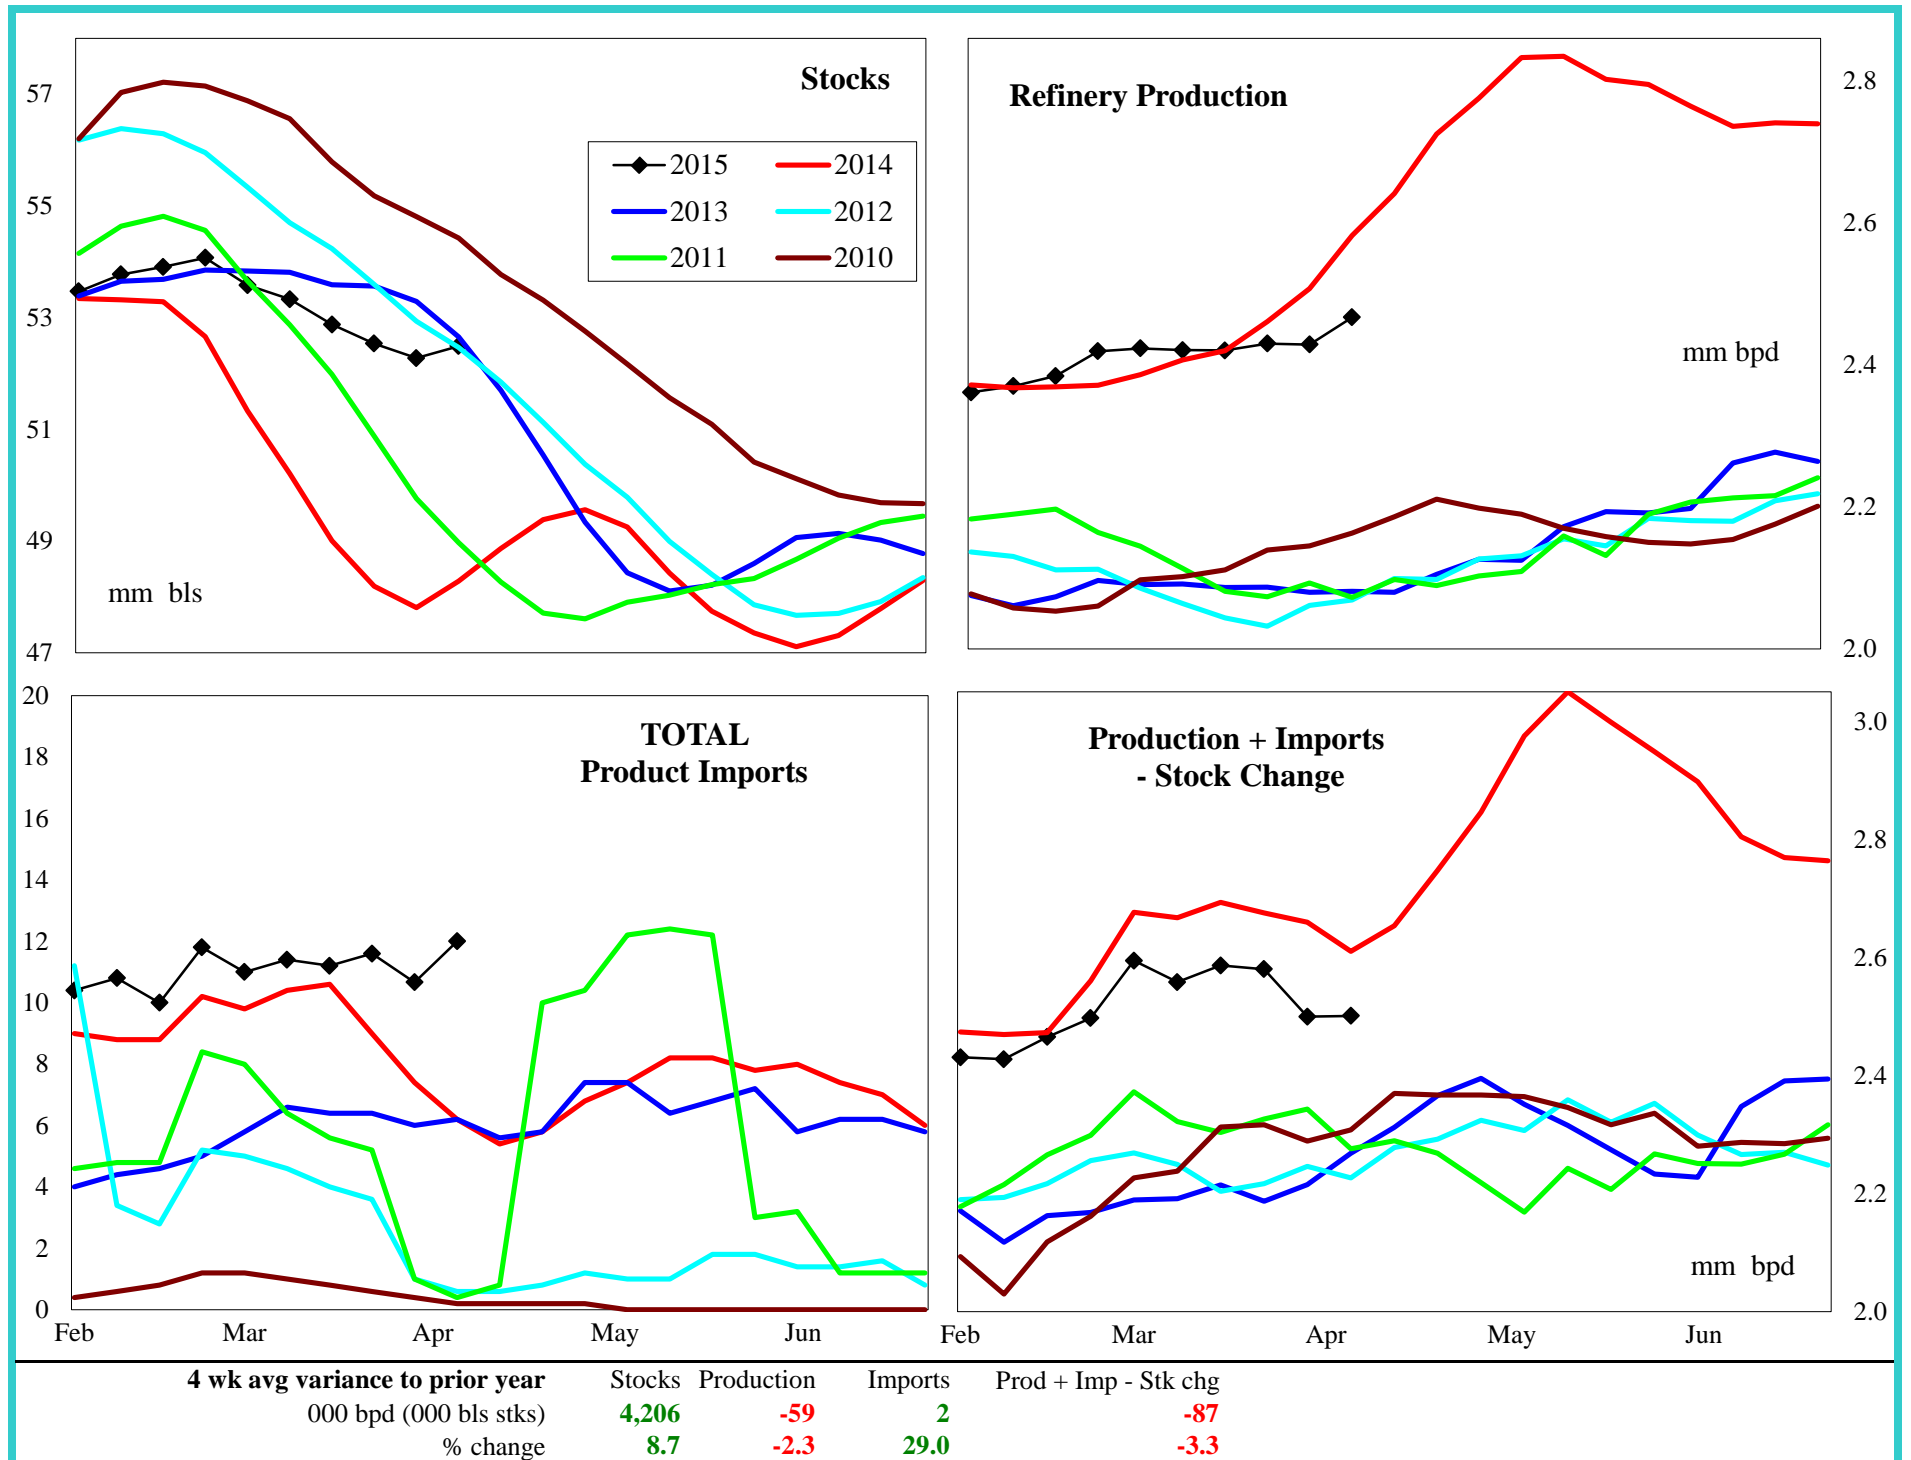 Stocks
57
55
53
51
49
47
2015 2014
2013 2012
2011 2010
mm bls
Refinery Production
2.8
2.6
2.4
2.2
2.0
mm bpd
TOTAL
Product Imports
20
18
16
14
12
10
8
6
4
2
0
Feb Mar Apr May Jun
Production + Imports
- Stock Change
3.0
2.8
2.6
2.4
2.2
2.0
mm bpd
Feb Mar Apr May Jun
4 wk avg variance to prior year Stocks Production Imports Prod + Imp - Stk chg
000 bpd (000 bls stks) 4,206 -59 2 -87
% change 8.7 -2.3 29.0 -3.3